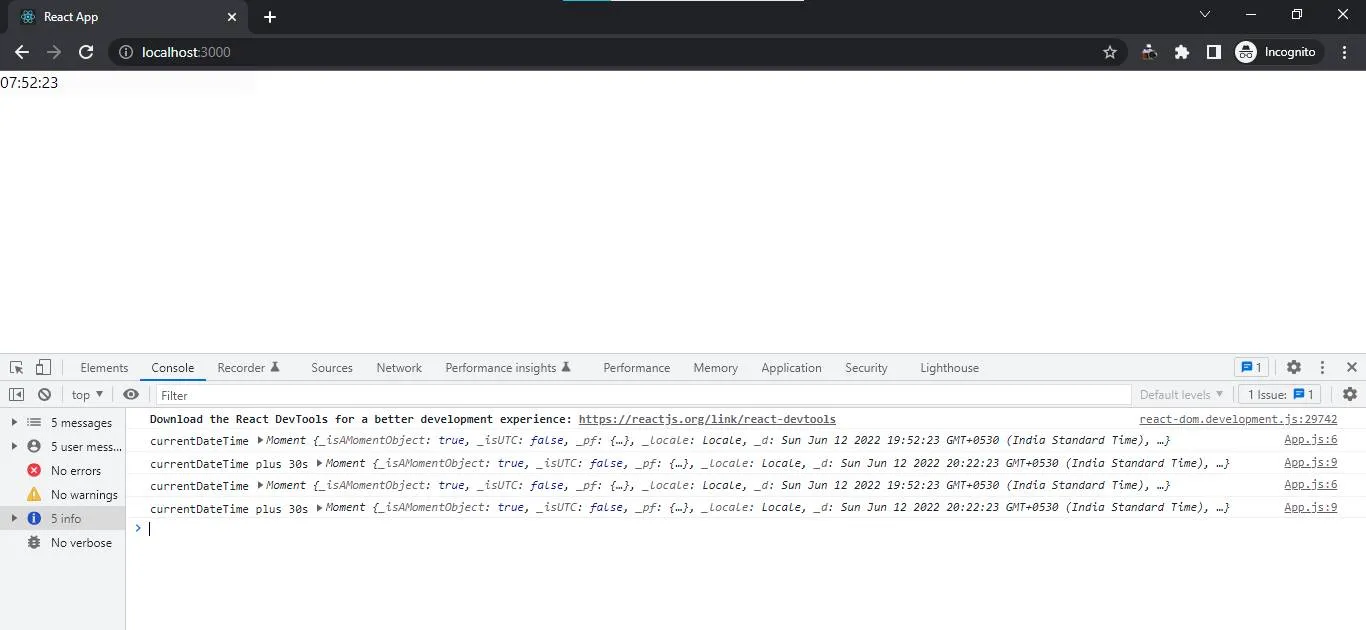 React App
localhost:3000
Incognito
07:52:23
Elements Console Recorder Sources Network Performance insights Performance Memory Application Security Lighthouse 1
top Filter Default levels 1 Issue: 1
5 messages
5 user mess...
No errors
No warnings
5 info
No verbose
Download the React DevTools for a better development experience: https://reactjs.org/link/react-devtools react-dom.development.js:29742
currentDateTime Moment {_isAMomentObject: true, _isUTC: false, _pf: {…}, _locale: Locale, _d: Sun Jun 12 2022 19:52:23 GMT+0530 (India Standard Time), …} App.js:6
currentDateTime plus 30s Moment {_isAMomentObject: true, _isUTC: false, _pf: {…}, _locale: Locale, _d: Sun Jun 12 2022 20:22:23 GMT+0530 (India Standard Time), …} App.js:9
currentDateTime Moment {_isAMomentObject: true, _isUTC: false, _pf: {…}, _locale: Locale, _d: Sun Jun 12 2022 19:52:23 GMT+0530 (India Standard Time), …} App.js:6
currentDateTime plus 30s Moment {_isAMomentObject: true, _isUTC: false, _pf: {…}, _locale: Locale, _d: Sun Jun 12 2022 20:22:23 GMT+0530 (India Standard Time), …} App.js:9